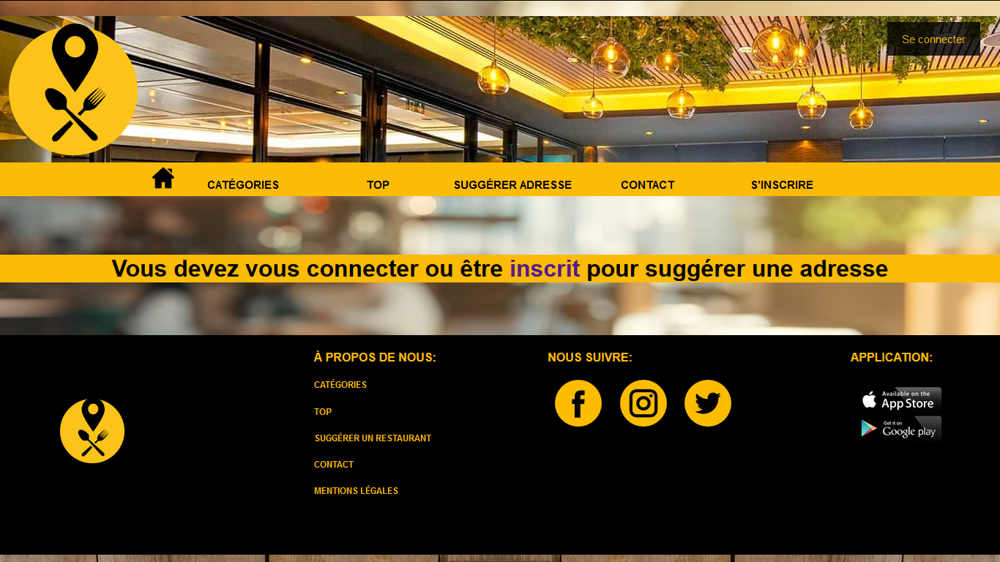 Se connecter
CATÉGORIES
TOP
SUGGÉRER ADRESSE
CONTACT
S'INSCRIRE
Vous devez vous connecter ou être inscrit pour suggérer une adresse
À PROPOS DE NOUS:
CATÉGORIES
TOP
SUGGÉRER UN RESTAURANT
CONTACT
MENTIONS LÉGALES
NOUS SUIVRE:
APPLICATION:
Available on the
App Store
Get it on
Google play